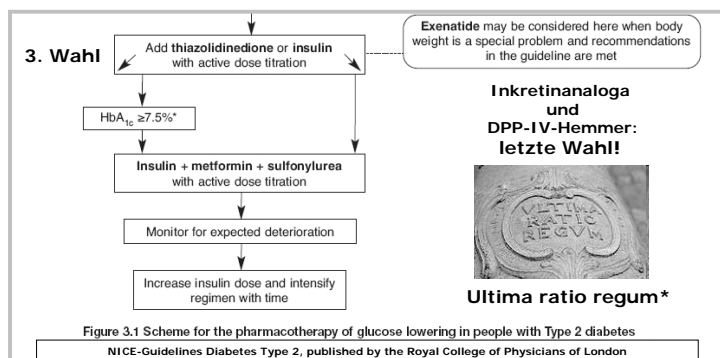 3. Wahl
Add thiazolidinedione or insulin
with active dose titration
Exenatide may be considered here when body
weight is a special problem and recommendations
in the guideline are met
HbA1c ≥7.5%*
Insulin + metformin + sulfonylurea
with active dose titration
Monitor for expected deterioration
Increase insulin dose and intensify
regimen with time
Inkretinanaloga
und
DPP-IV-Hemmer:
letzte Wahl!
VLTIMA
RATIO
REGVM
Ultima ratio regum*
Figure 3.1 Scheme for the pharmacotherapy of glucose lowering in people with Type 2 diabetes
NICE-Guidelines Diabetes Type 2, published by the Royal College of Physicians of London